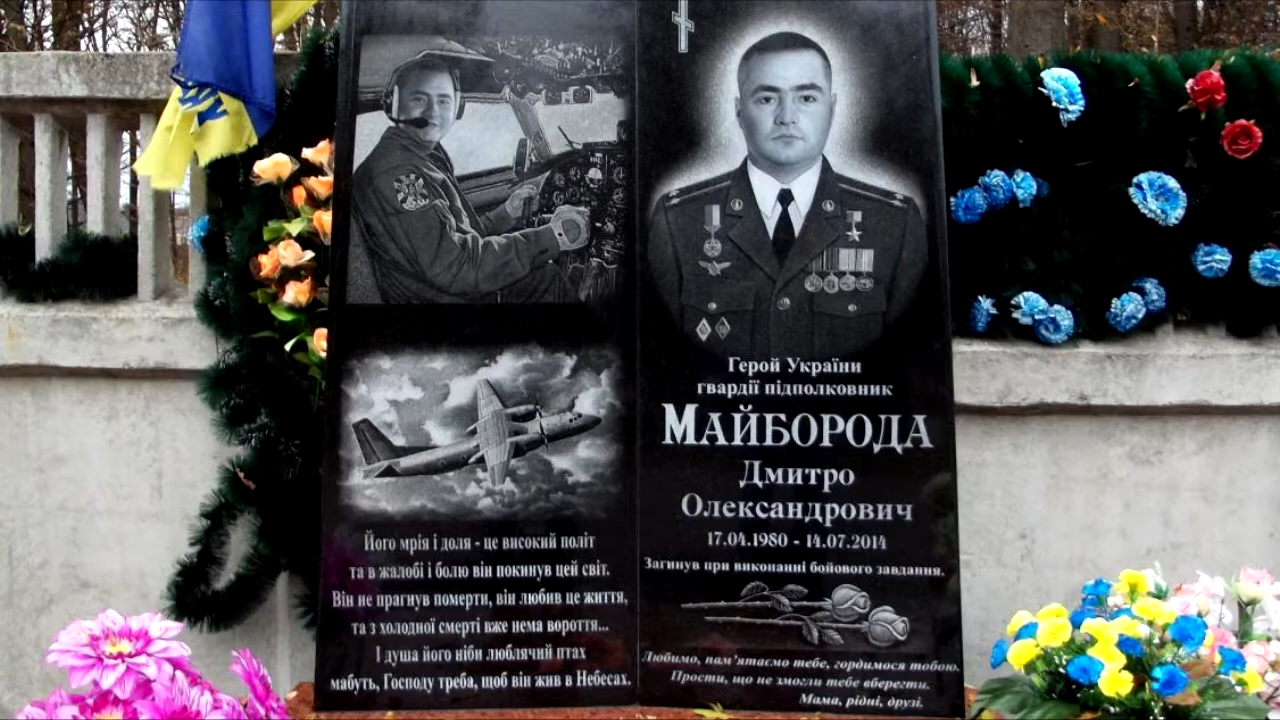 Його мрія і доля - це високий політ
та в жалобі і болю він покинув цей світ.
Він не прагнув померти, він любив це життя,
та з холодної смерті вже нема вороття...
І душа його ніби люблячий птах
мабуть, Господу треба, щоб він жив в Небесах.
Герой України
гвардії підполковник
МАЙБОРОДА
Дмитро
Олександрович
17.04.1980 - 14.07.2014
Загинув при виконанні бойового завдання.
Любимо, пам'ятаємо тебе, гордимося тобою.
Прости, що не змогли тебе вберегти.
Мама, рідні, друзі.